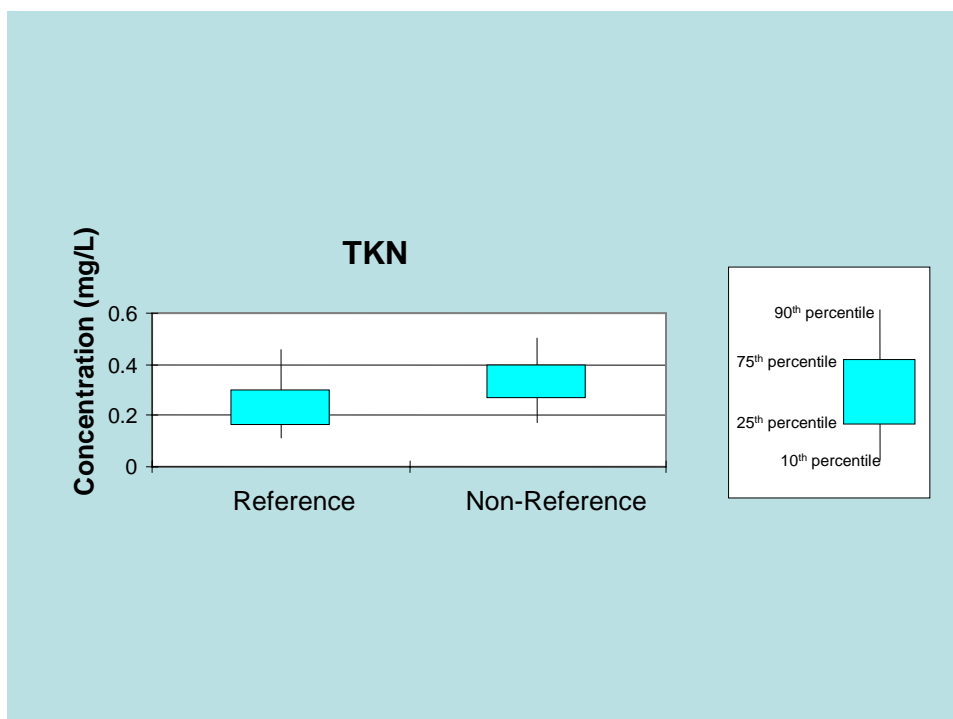 TKN
Concentration (mg/L)
0.6
0.4
0.2
0
Reference
Non-Reference
90th percentile
75th percentile
25th percentile
10th percentile